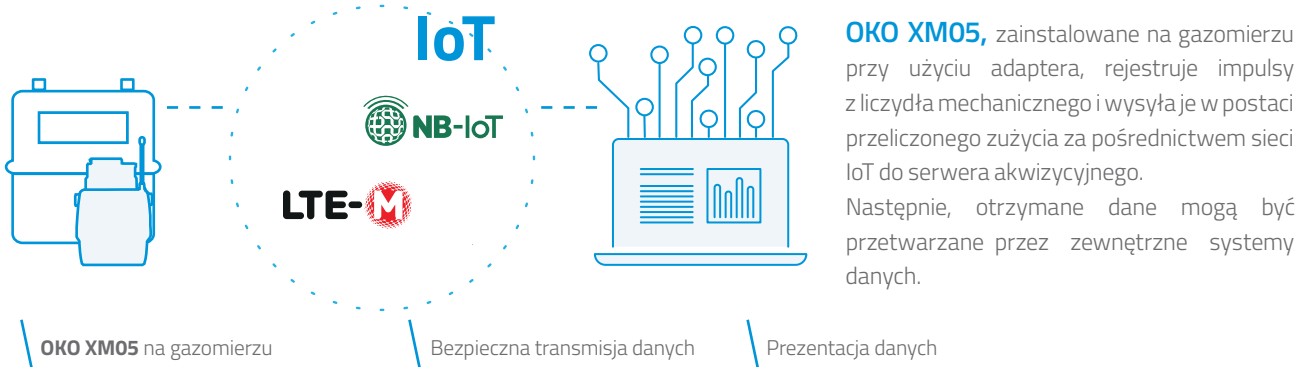 IoT
NB-IoT
LTE-M
OKO XM05, zainstalowane na gazomierzu
przy użyciu adaptera, rejestruje impulsy
z liczydła mechanicznego i wysyła je w postaci
przeliczonego zużycia za pośrednictwem sieci
IoT do serwera akwizycyjnego.
Następnie, otrzymane dane mogą być
przetwarzane przez zewnętrzne systemy
danych.
OKO XM05 na gazomierzu
Bezpieczna transmisja danych
Prezentacja danych